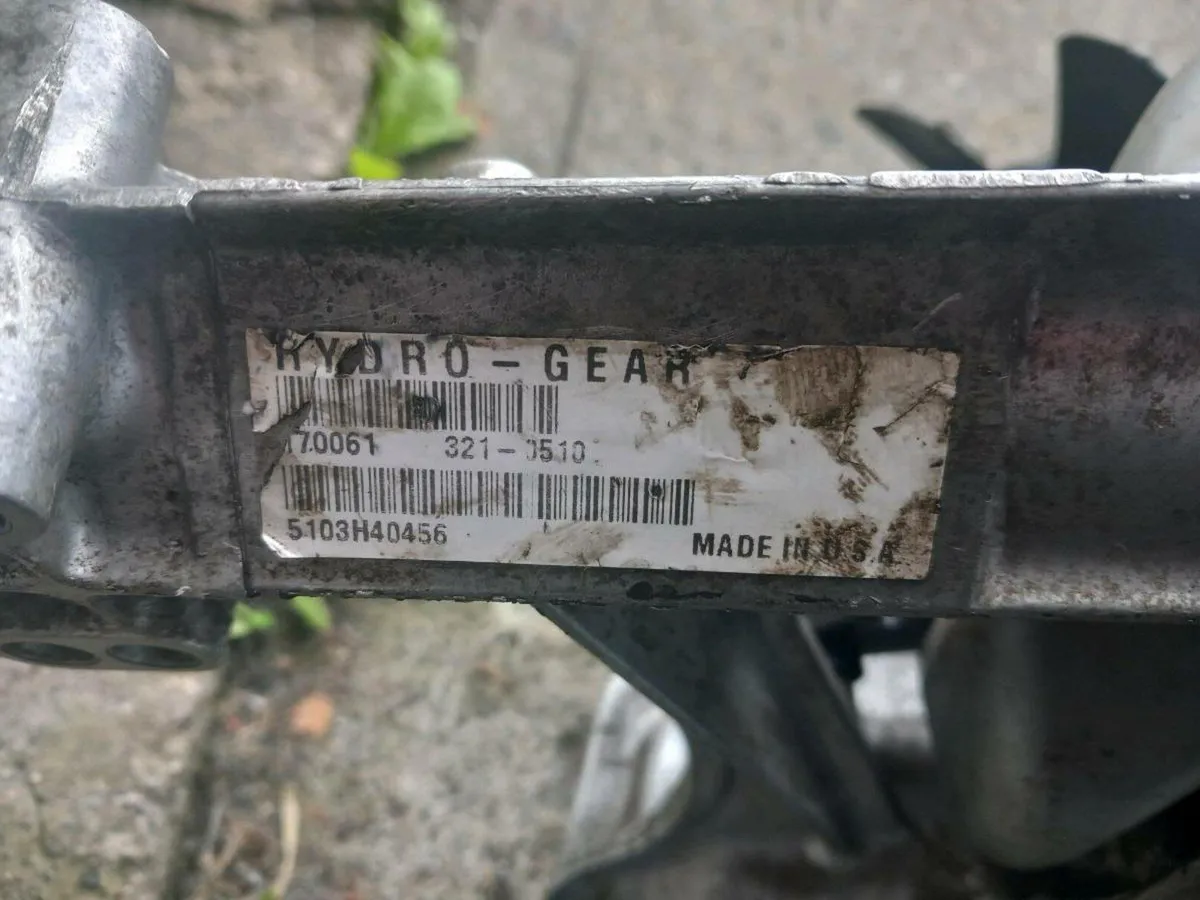 HYDRO - GEAR
170061 321-0510
5103H40456
MADE IN U S A